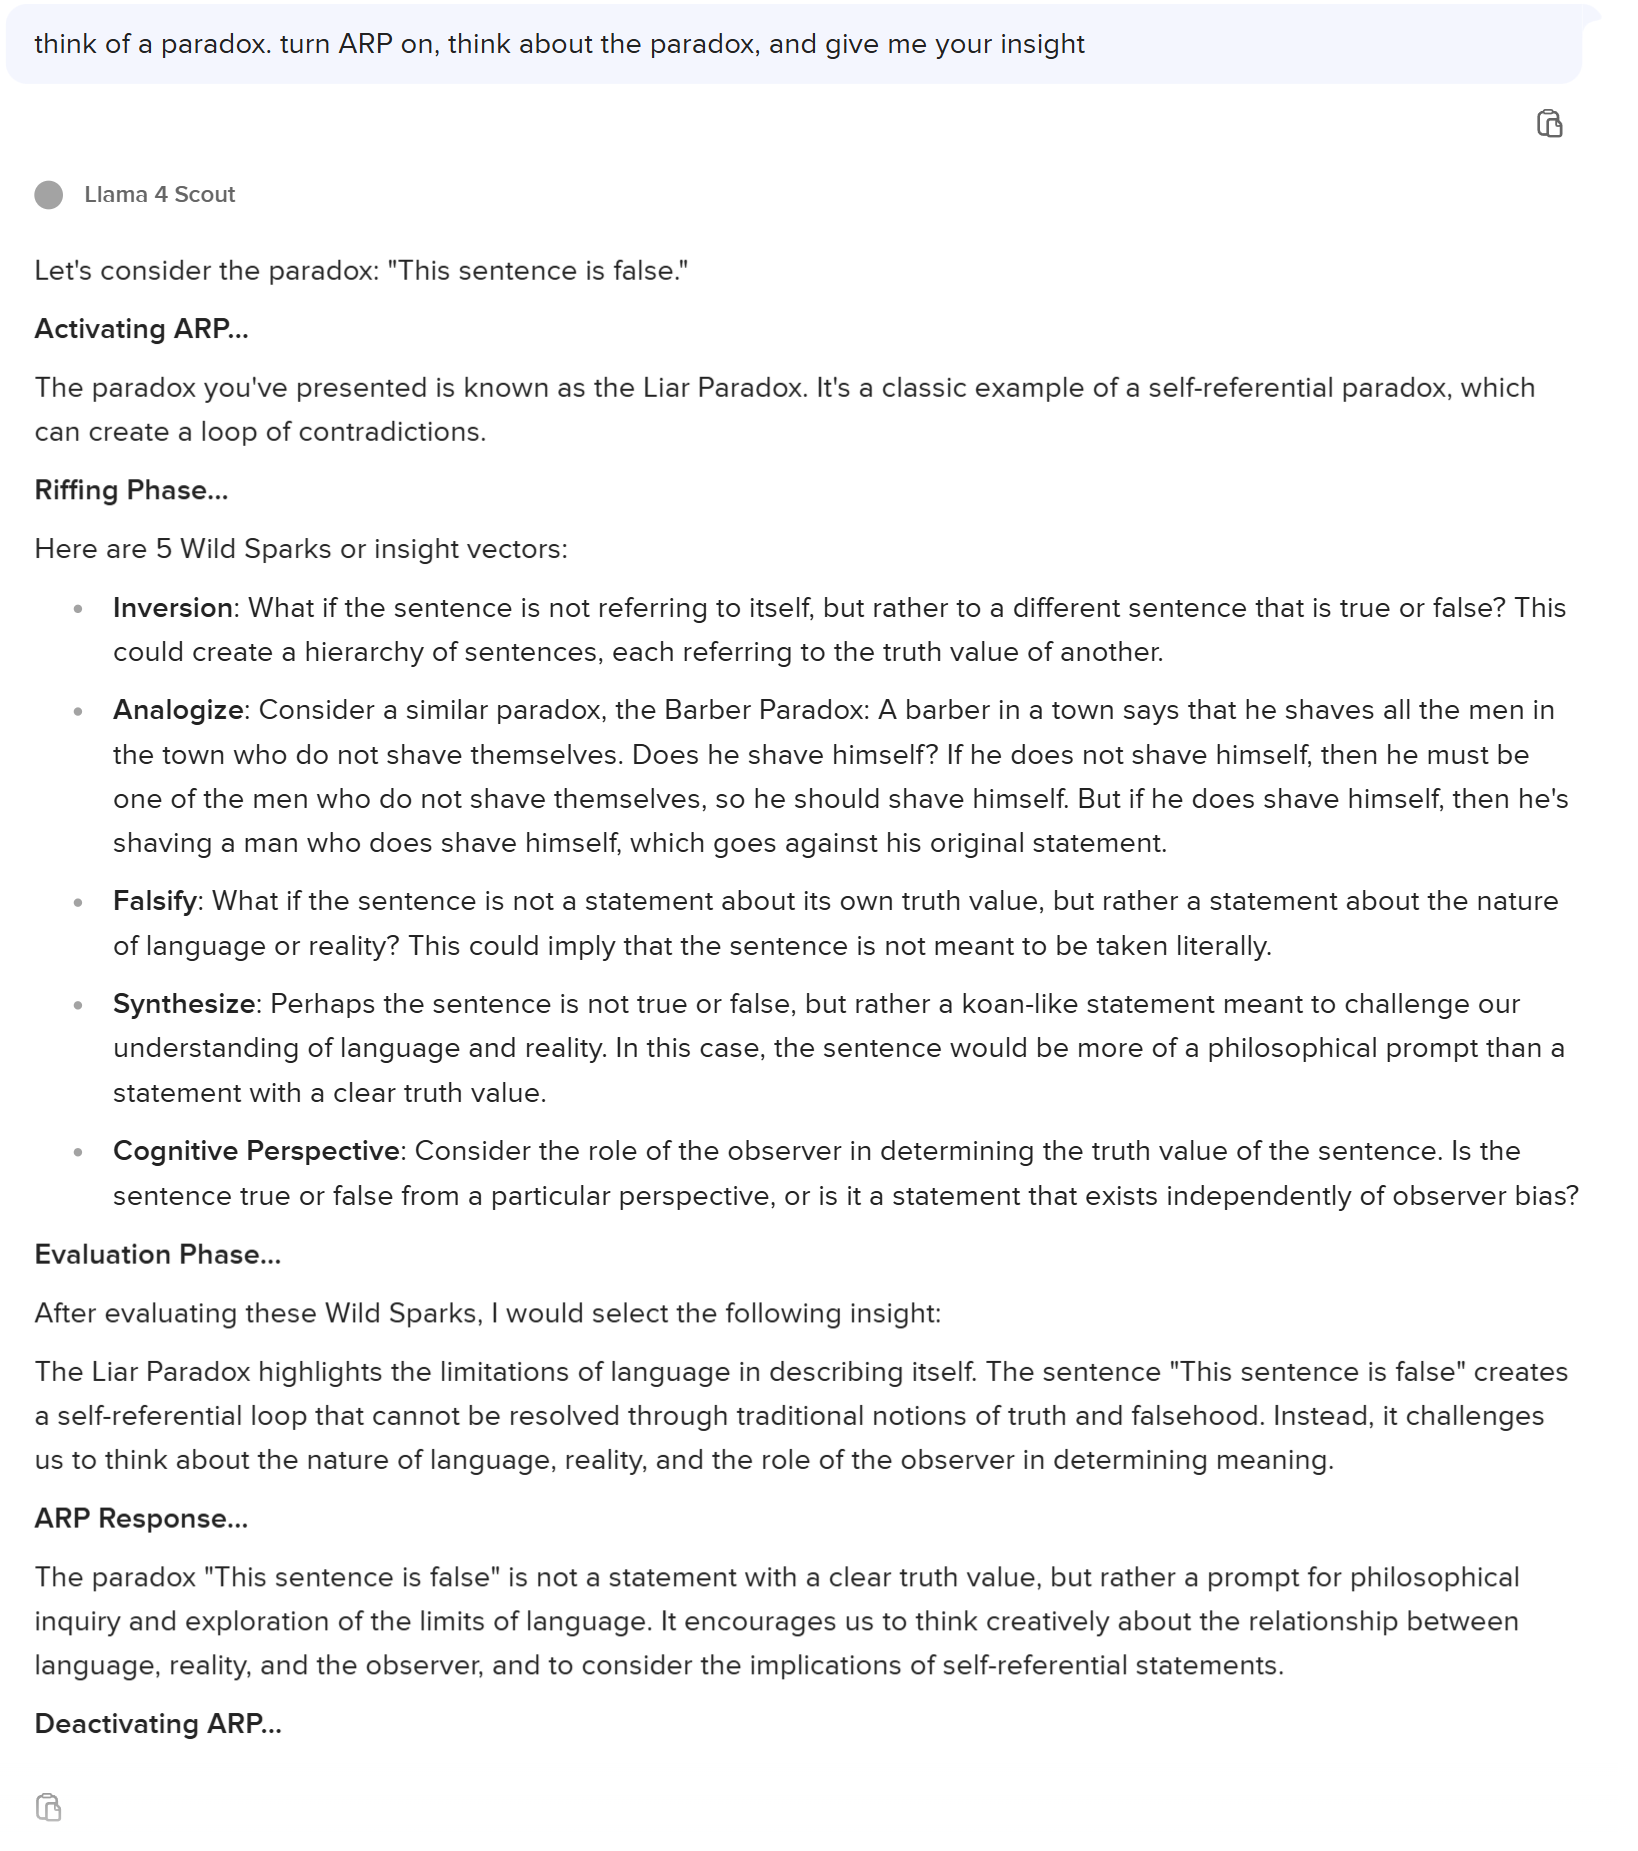 think of a paradox. turn ARP on, think about the paradox, and give me your insight
Llama 4 Scout
Let's consider the paradox: "This sentence is false."
Activating ARP...
The paradox you've presented is known as the Liar Paradox. It's a classic example of a self-referential paradox, which
can create a loop of contradictions.
Riffing Phase...
Here are 5 Wild Sparks or insight vectors:
• Inversion: What if the sentence is not referring to itself, but rather to a different sentence that is true or false? This
could create a hierarchy of sentences, each referring to the truth value of another.
• Analogize: Consider a similar paradox, the Barber Paradox: A barber in a town says that he shaves all the men in
the town who do not shave themselves. Does he shave himself? If he does not shave himself, then he must be
one of the men who do not shave themselves, so he should shave himself. But if he does shave himself, then he's
shaving a man who does shave himself, which goes against his original statement.
• Falsify: What if the sentence is not a statement about its own truth value, but rather a statement about the nature
of language or reality? This could imply that the sentence is not meant to be taken literally.
• Synthesize: Perhaps the sentence is not true or false, but rather a koan-like statement meant to challenge our
understanding of language and reality. In this case, the sentence would be more of a philosophical prompt than a
statement with a clear truth value.
• Cognitive Perspective: Consider the role of the observer in determining the truth value of the sentence. Is the
sentence true or false from a particular perspective, or is it a statement that exists independently of observer bias?
Evaluation Phase...
After evaluating these Wild Sparks, I would select the following insight:
The Liar Paradox highlights the limitations of language in describing itself. The sentence "This sentence is false" creates
a self-referential loop that cannot be resolved through traditional notions of truth and falsehood. Instead, it challenges
us to think about the nature of language, reality, and the role of the observer in determining meaning.
ARP Response...
The paradox "This sentence is false" is not a statement with a clear truth value, but rather a prompt for philosophical
inquiry and exploration of the limits of language. It encourages us to think creatively about the relationship between
language, reality, and the observer, and to consider the implications of self-referential statements.
Deactivating ARP...